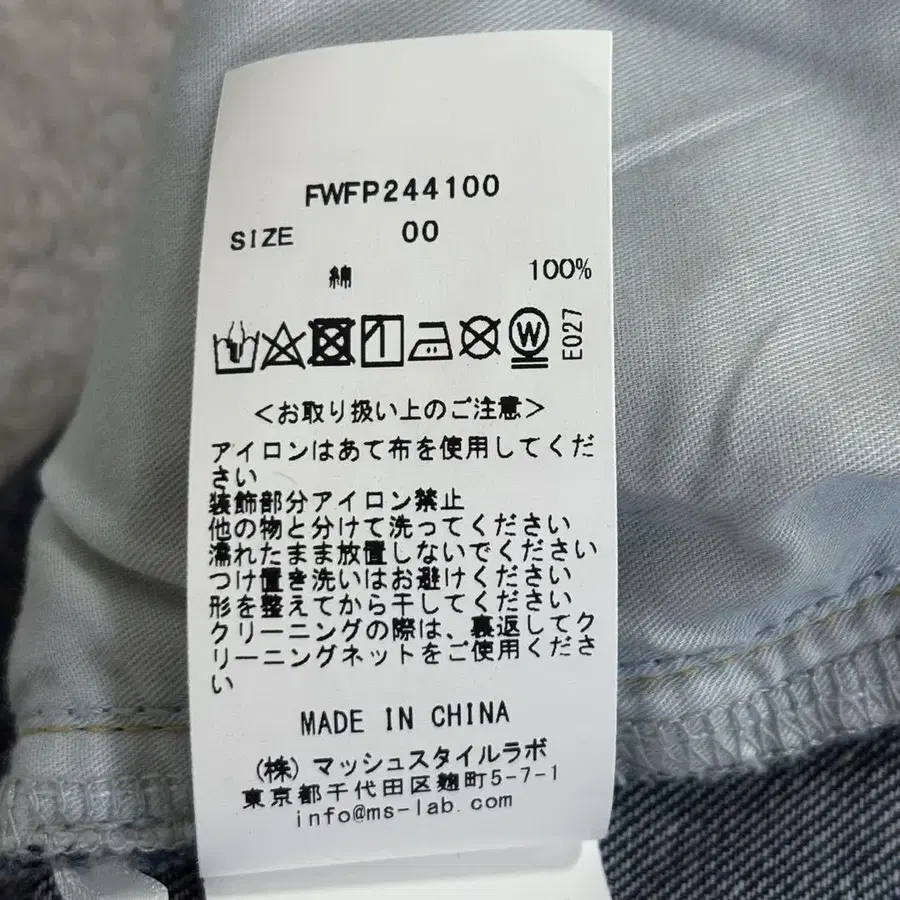 FWFP244100
SIZE 00
綿 100%
W E027
<お取り扱い上のご注意>
アイロンはあて布を使用してくだ
さい
装飾部分アイロン禁止
他の物と分けて洗ってください
濡れたまま放置しないでください
つけ置き洗いはお避けください
形を整えてから干してください
クリーニングの際は、裏返してク
リーニングネットをご使用くださ
い
MADE IN CHINA
(株) マッシュスタイルラボ
東京都千代田区麹町5-7-1
info@ms-lab.com